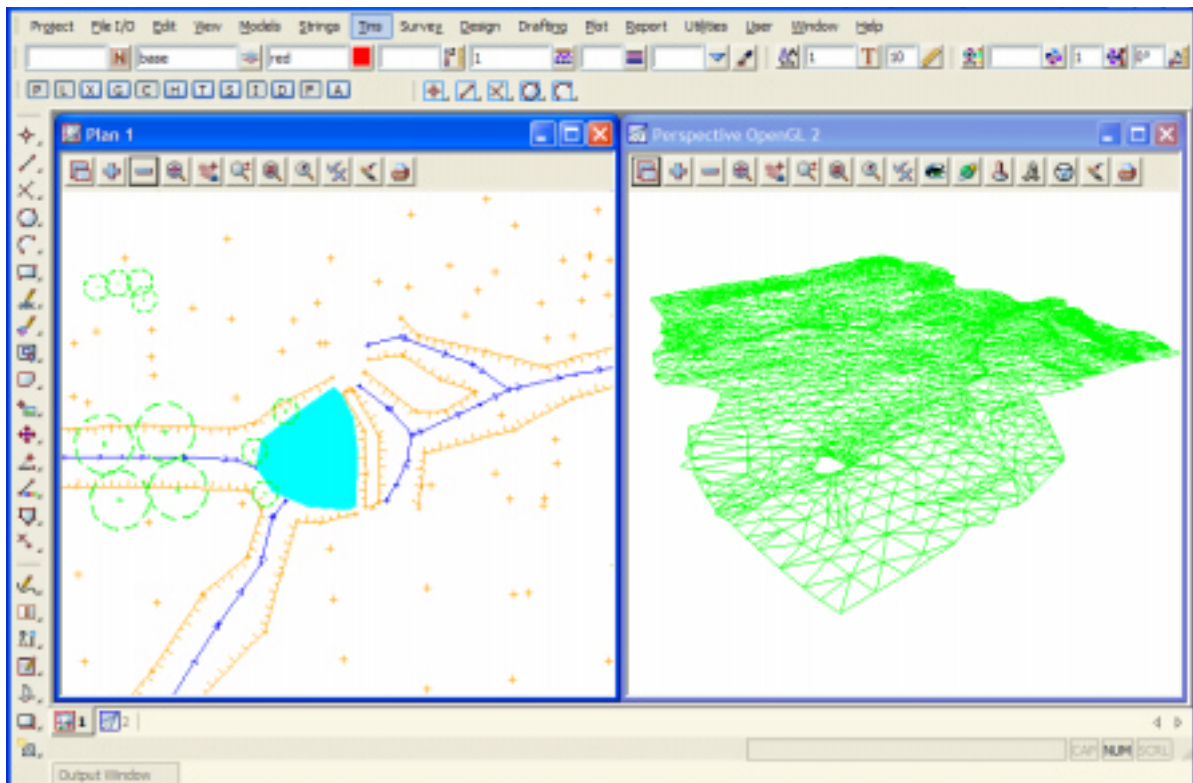 Project File I/O Edit View Models Strings Tins Survey Design Drafting Plot Report Utilities User Window Help
base red 1 1 T 10 1 0°
P L X G C H T S I D F A
Plan 1
Perspective OpenGL 2
1 2
CAP NUM SCRL
Output Window